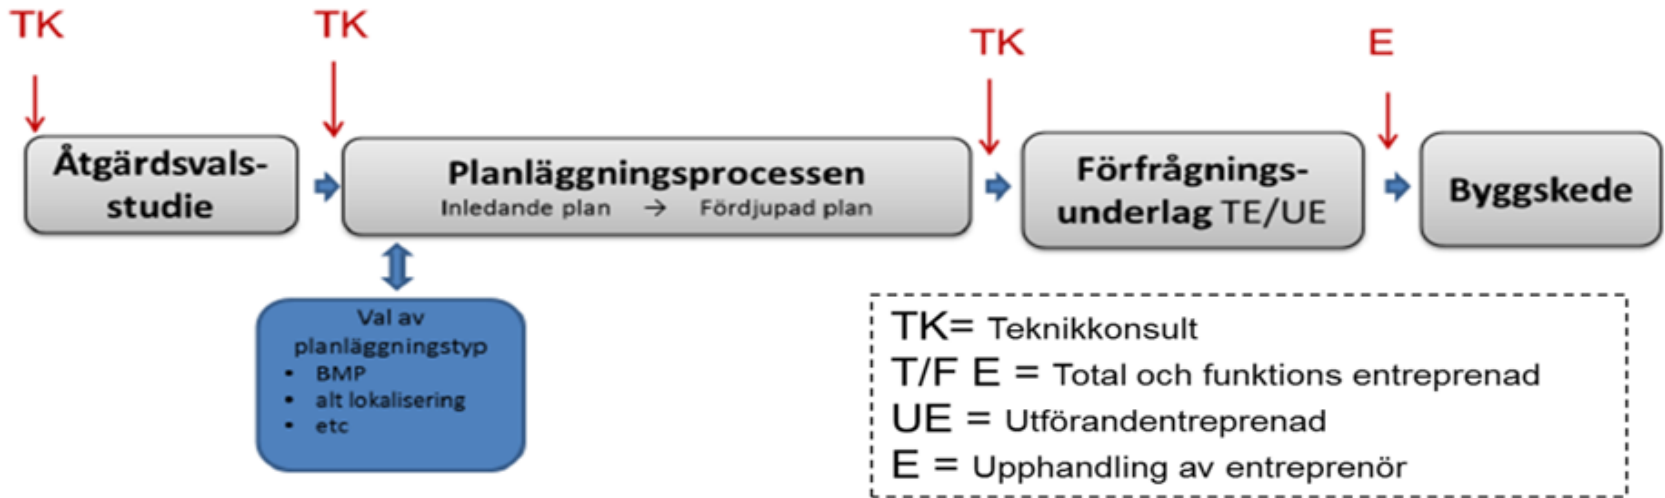 TK
TK
TK
E
Åtgärdsvals-
studie
Planläggningsprocessen
Inledande plan → Fördjupad plan
Förfrågnings-
underlag TE/UE
Byggskede
Val av
planläggningstyp
• BMP
• alt lokalisering
• etc
TK= Teknikkonsult
T/F E = Total och funktions entreprenad
UE = Utförandentreprenad
E = Upphandling av entreprenör